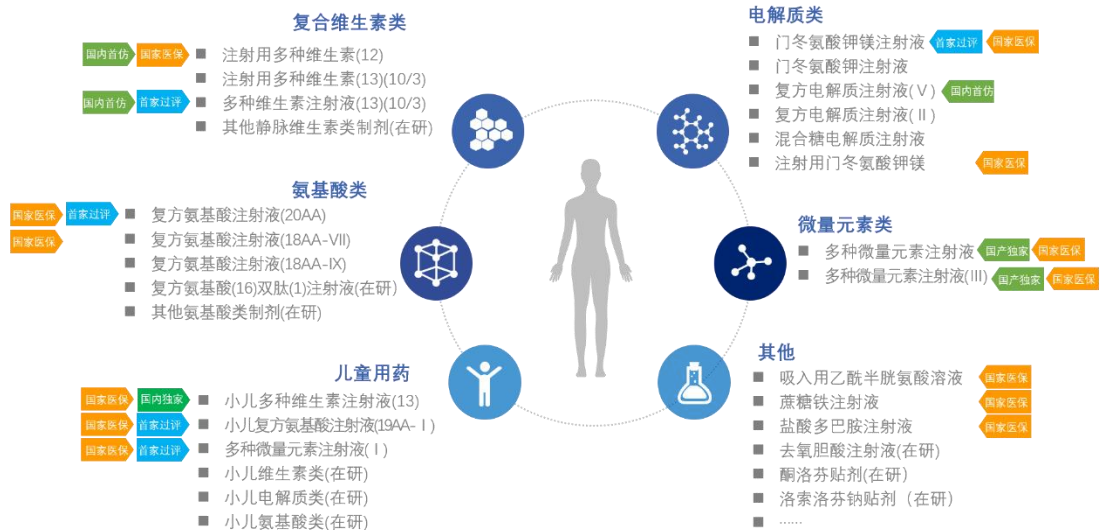 复合维生素类
国内首仿 国家医保 ■ 注射用多种维生素(12)
■ 注射用多种维生素(13)(10/3)
国内首仿 首家过评 ■ 多种维生素注射液(13)(10/3)
■ 其他静脉维生素类制剂(在研)
电解质类
■ 门冬氨酸钾镁注射液 首家过评 国家医保
■ 门冬氨酸钾注射液
■ 复方电解质注射液(Ⅴ) 国内首仿
■ 复方电解质注射液(Ⅱ)
■ 混合糖电解质注射液
■ 注射用门冬氨酸钾镁 国家医保
氨基酸类
国家医保 首家过评 ■ 复方氨基酸注射液(20AA)
国家医保 ■ 复方氨基酸注射液(18AA-VII)
■ 复方氨基酸注射液(18AA-IX)
■ 复方氨基酸(16)双肽(1)注射液(在研)
■ 其他氨基酸类制剂(在研)
微量元素类
■ 多种微量元素注射液 国产独家 国家医保
■ 多种微量元素注射液(III) 国产独家 国家医保
儿童用药
国家医保 国内独家 ■ 小儿多种维生素注射液(13)
国家医保 首家过评 ■ 小儿复方氨基酸注射液(19AA-Ⅰ)
国家医保 首家过评 ■ 多种微量元素注射液(Ⅰ)
■ 小儿维生素类(在研)
■ 小儿电解质类(在研)
■ 小儿氨基酸类(在研)
其他
■ 吸入用乙酰半胱氨酸溶液 国家医保
■ 蔗糖铁注射液 国家医保
■ 盐酸多巴胺注射液 国家医保
■ 去氧胆酸注射液(在研)
■ 酮洛芬贴剂(在研)
■ 洛索洛芬钠贴剂（在研)
■ ……